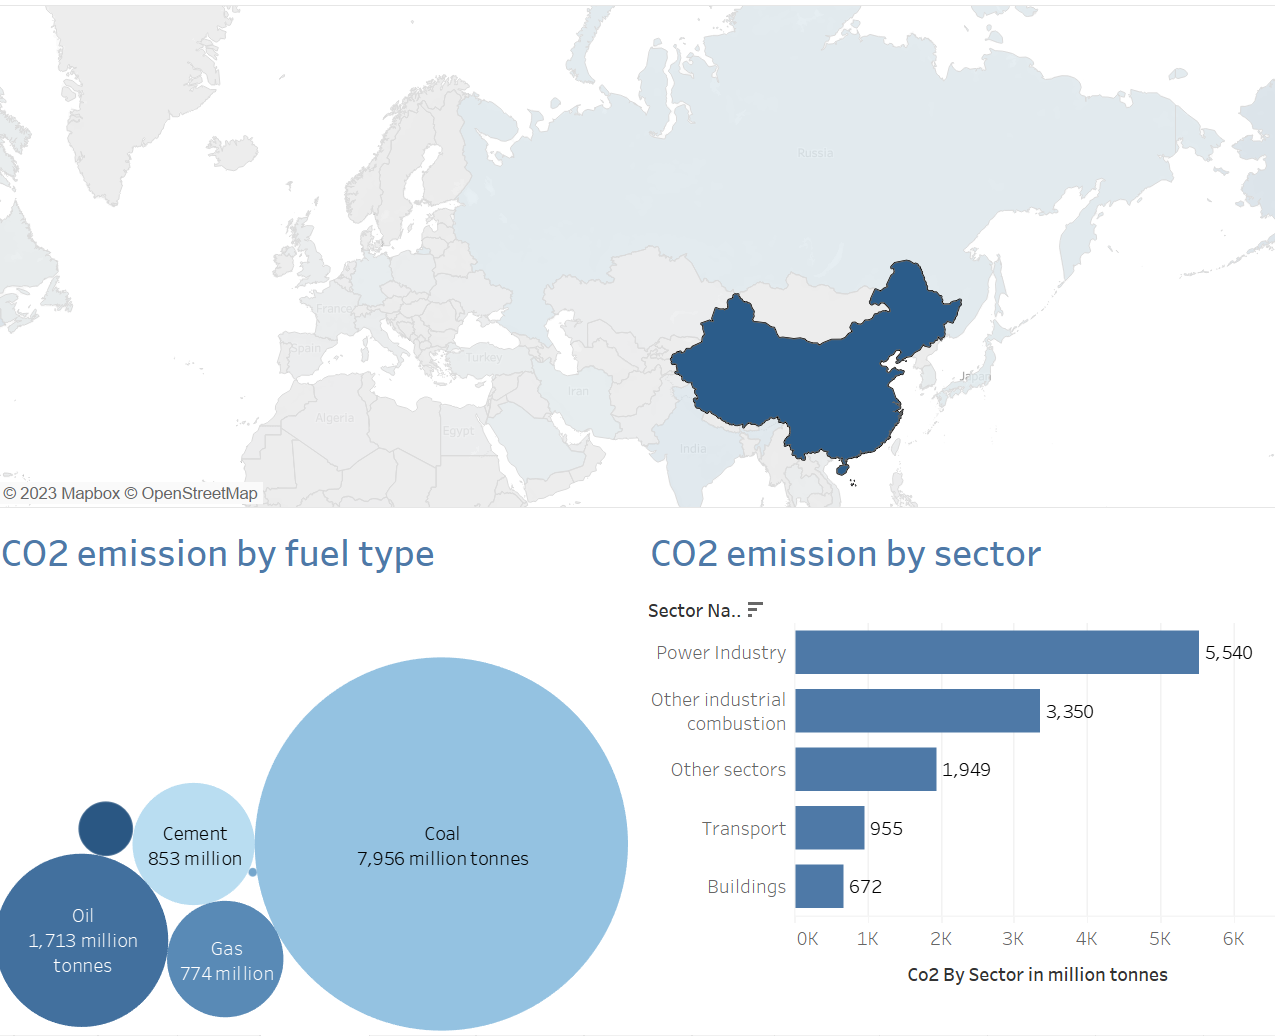 Russia
France
Spain
Turkey
Iran
Algeria
Egypt
India
Japan
© 2023 Mapbox © OpenStreetMap
CO2 emission by fuel type
Cement
853 million
Coal
7,956 million tonnes
Oil
1,713 million
tonnes
Gas
774 million
CO2 emission by sector
Sector Na..
Power Industry
5,540
Other industrial
combustion
3,350
Other sectors
1,949
Transport
955
Buildings
672
0K 1K 2K 3K 4K 5K 6K
Co2 By Sector in million tonnes